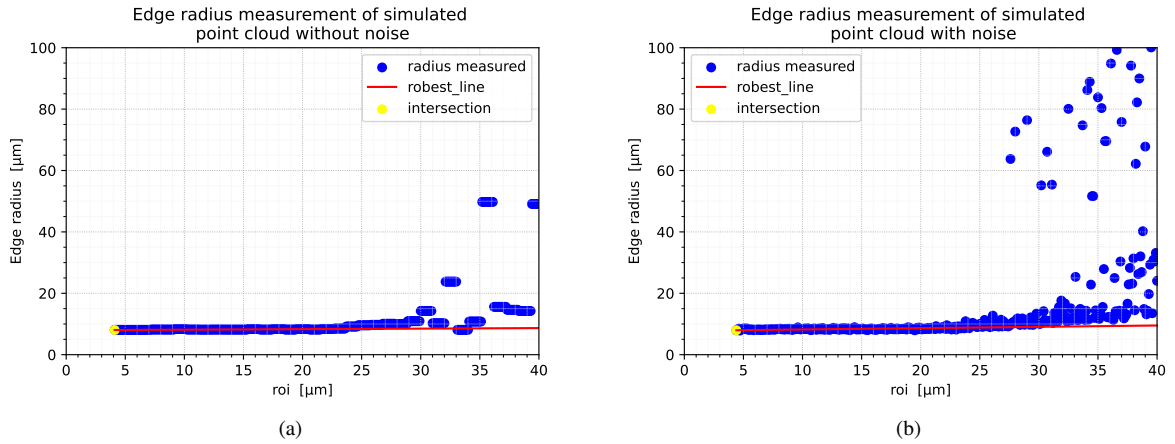 Edge radius measurement of simulated
point cloud without noise
100
80
60
40
20
0
Edge radius [µm]
radius measured
robest_line
intersection
0 5 10 15 20 25 30 35 40
roi [µm]
(a)
Edge radius measurement of simulated
point cloud with noise
100
80
60
40
20
0
Edge radius [µm]
radius measured
robest_line
intersection
0 5 10 15 20 25 30 35 40
roi [µm]
(b)